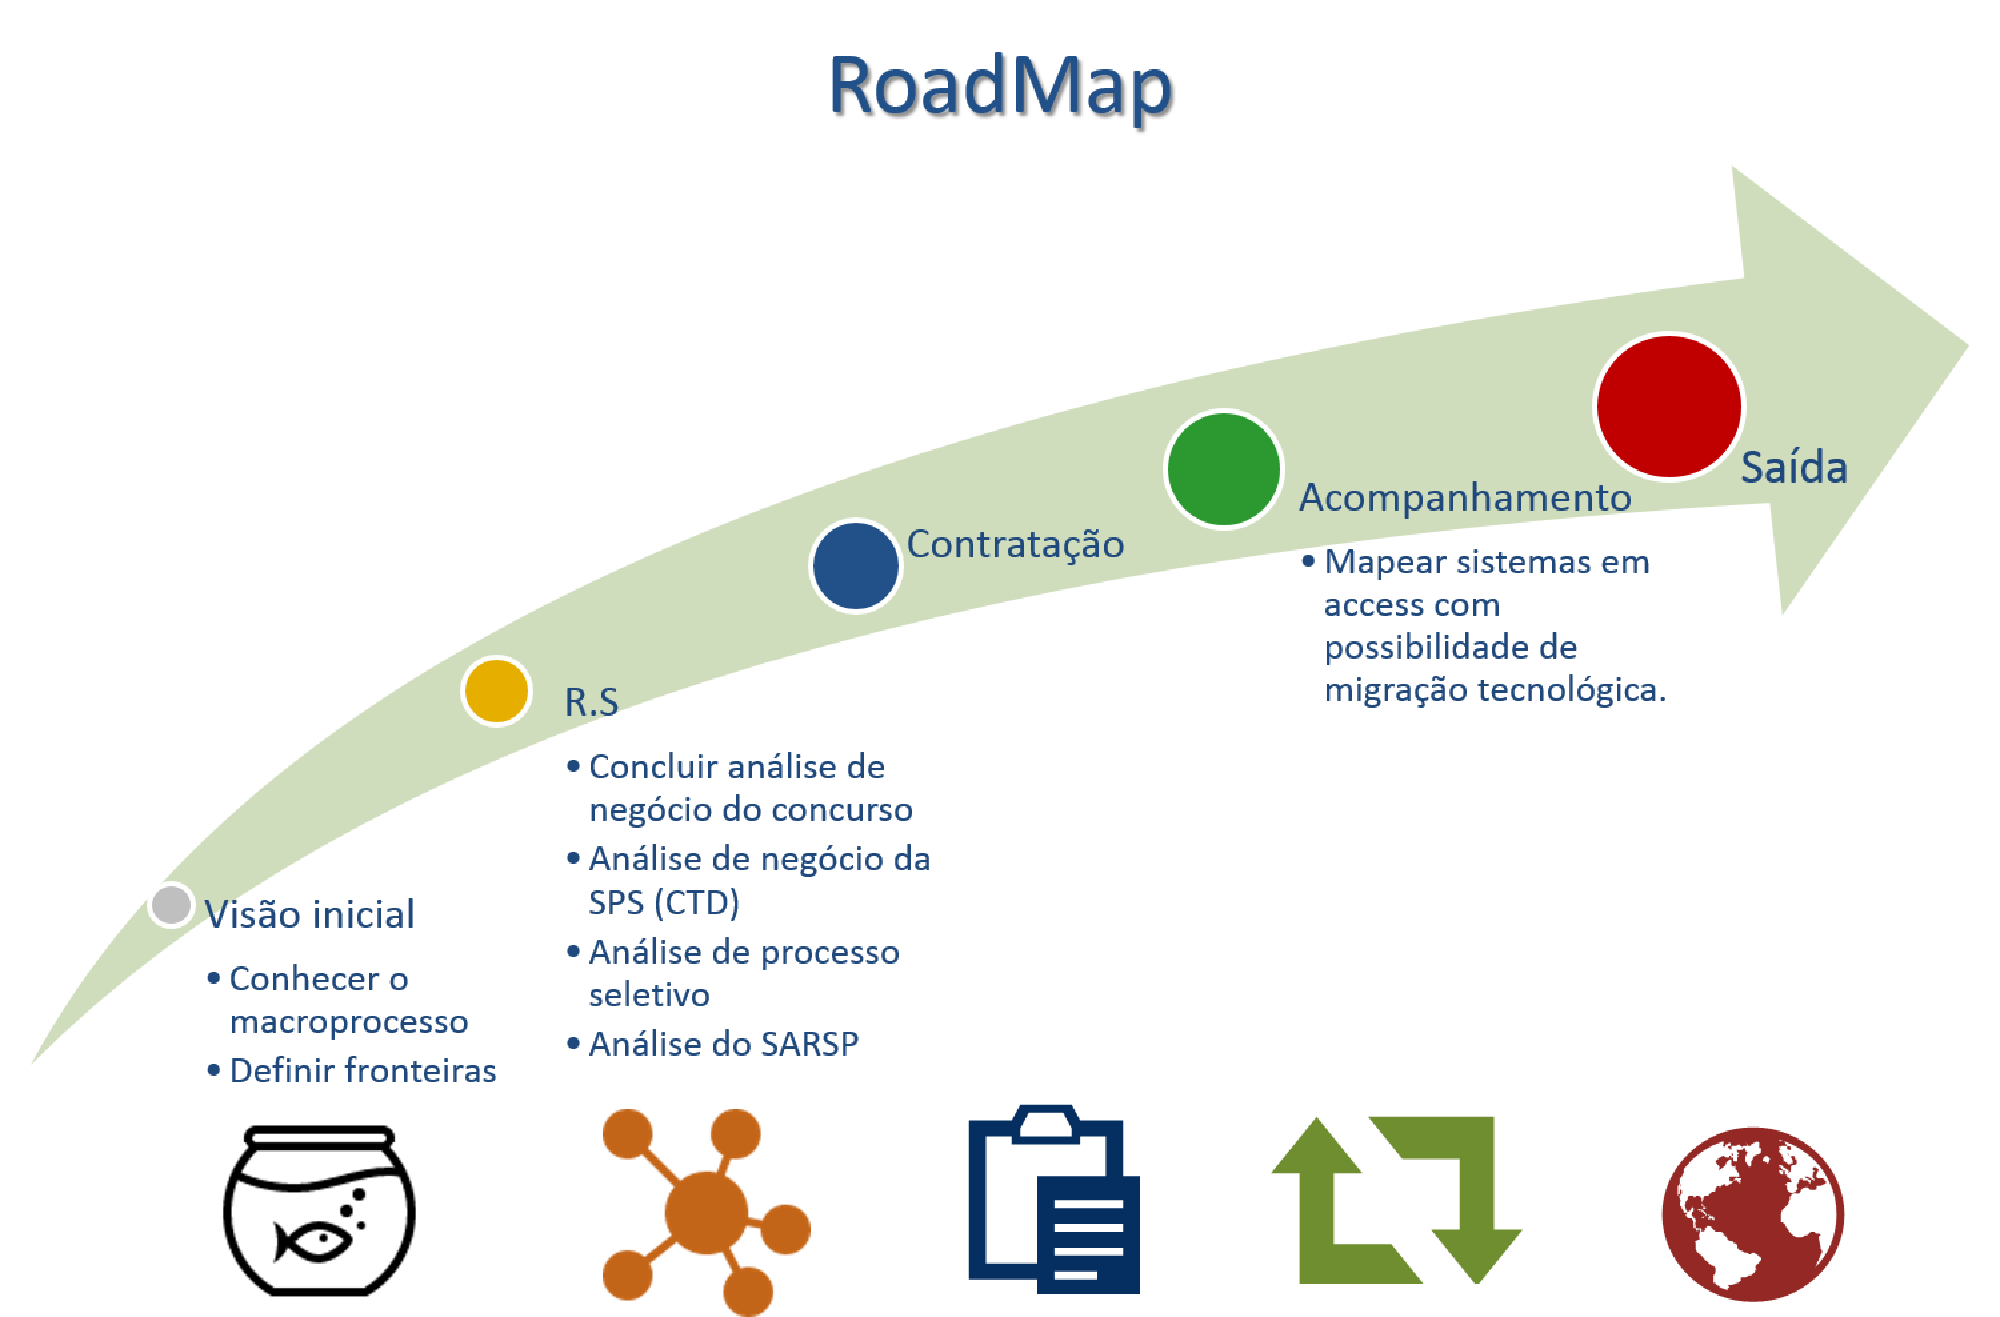 RoadMap
Visão inicial
• Conhecer o
macroprocesso
• Definir fronteiras
R.S
• Concluir análise de
negócio do concurso
• Análise de negócio da
SPS (CTD)
• Análise de processo
seletivo
• Análise do SARSP
Contratação
Acompanhamento
• Mapear sistemas em
access com
possibilidade de
migração tecnológica.
Saída